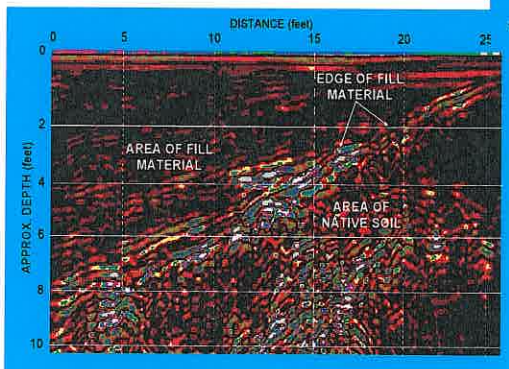 DISTANCE (feet)
0 5 10 15 20 25
0
EDGE OF FILL
MATERIAL
2
AREA OF FILL
MATERIAL
4
AREA OF
NATIVE SOIL
6
8
10
APPROX. DEPTH (feet)